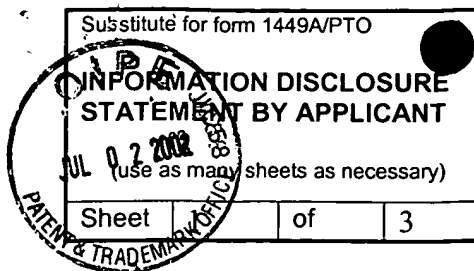 Substitute for form 1449A/PTO
INFORMATION DISCLOSURE
STATEMENT BY APPLICANT
(use as many sheets as necessary)
Sheet of 3
O I P E
JUL 0 2 2002
PATENT & TRADEMARK OFFICE